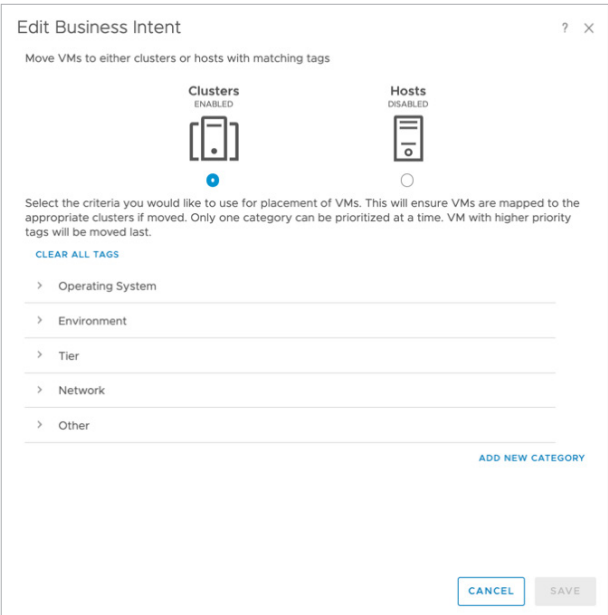 Edit Business Intent
?
Move VMs to either clusters or hosts with matching tags
Clusters
ENABLED
Hosts
DISABLED
Select the criteria you would like to use for placement of VMs. This will ensure VMs are mapped to the
appropriate clusters if moved. Only one category can be prioritized at a time. VM with higher priority
tags will be moved last.
CLEAR ALL TAGS
Operating System
Environment
Tier
Network
Other
ADD NEW CATEGORY
CANCEL
SAVE